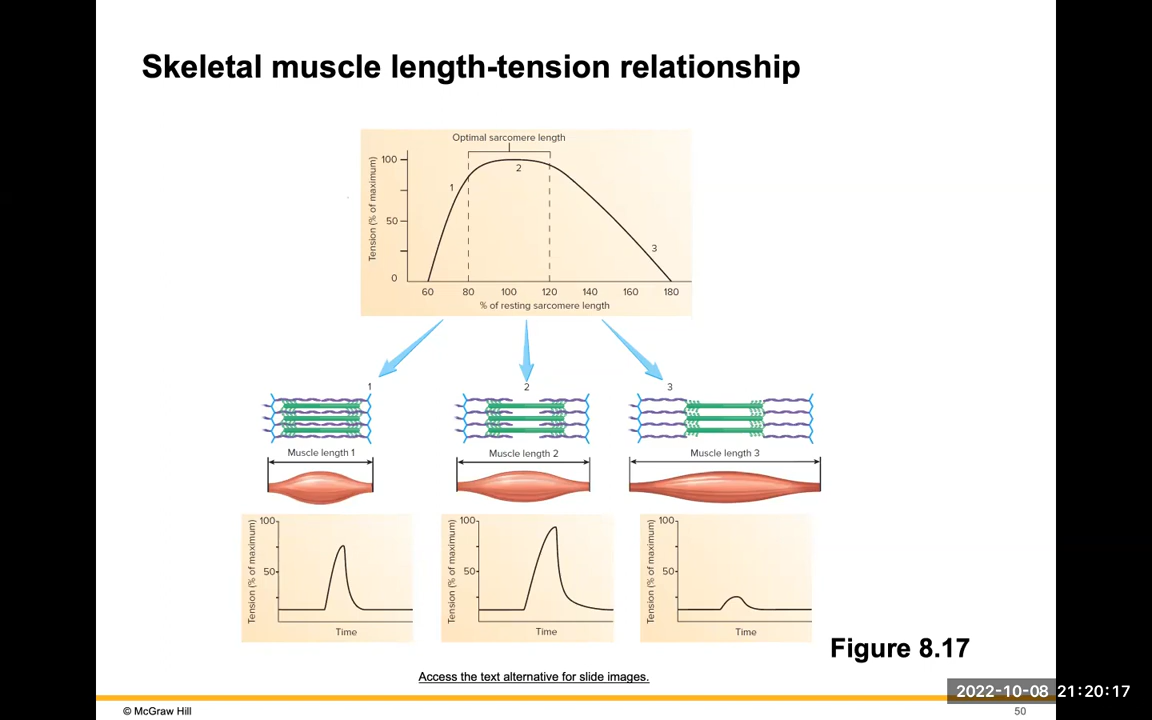 Skeletal muscle length-tension relationship
Optimal sarcomere length
Tension (% of maximum)
100
50
0
1
2
3
60 80 100 120 140 160 180
% of resting sarcomere length
1
2
3
Muscle length 1
Muscle length 2
Muscle length 3
Tension (% of maximum)
100
50
Time
Tension (% of maximum)
100
50
Time
Tension (% of maximum)
100
50
Time
Figure 8.17
Access the text alternative for slide images.
2022-10-08 21:20:17
© McGraw Hill
50